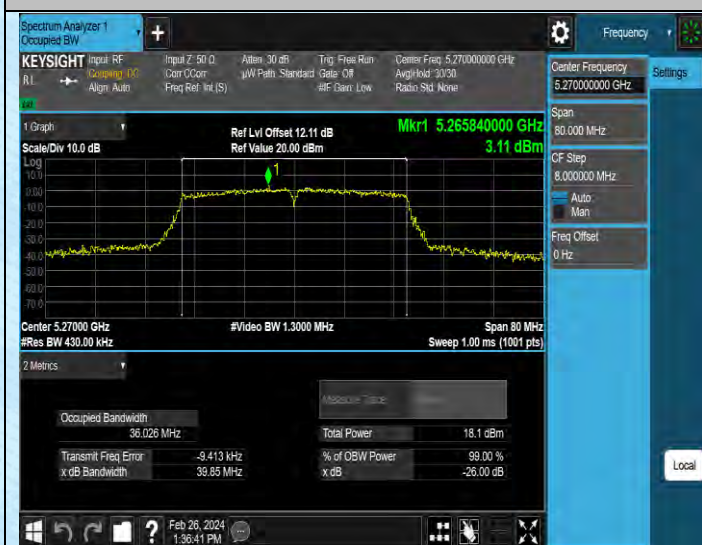 Spectrum Analyzer 1
Occupied BW
+
Frequency
KEYSIGHT
RL
Input: RF
Coupling: DC
Align: Auto
Input Z: 50 Ω
Corr CCorr
Freq Ref: Int (S)
Atten: 30 dB
µW Path: Standard
Trig: Free Run
Gate: Off
#IF Gain: Low
Center Freq: 5.270000000 GHz
Avg|Hold: 30/30
Radio Std: None
Center Frequency
5.270000000 GHz
Settings
Span
80.000 MHz
CF Step
8.000000 MHz
Auto
Man
Freq Offset
0 Hz
1 Graph
Scale/Div 10.0 dB
Ref Lvl Offset 12.11 dB
Ref Value 20.00 dBm
Mkr1 5.265840000 GHz
3.11 dBm
Log
10.0
0.00
-10.0
-20.0
-30.0
-40.0
-50.0
-60.0
-70.0
1
Center 5.27000 GHz
#Video BW 1.3000 MHz
Span 80 MHz
#Res BW 430.00 kHz
Sweep 1.00 ms (1001 pts)
2 Metrics
Measure Trace
Occupied Bandwidth
36.026 MHz
Total Power
18.1 dBm
Transmit Freq Error
-9.413 kHz
% of OBW Power
99.00 %
x dB Bandwidth
39.85 MHz
x dB
-26.00 dB
Local
?
Feb 26, 2024
1:36:41 PM